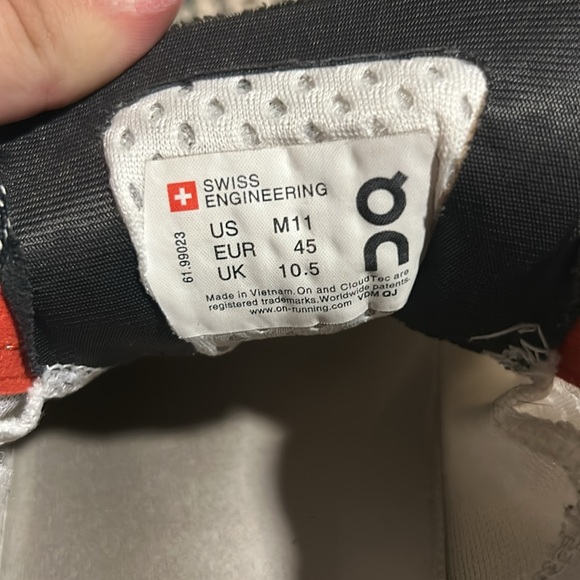 SWISS
ENGINEERING
US M11
EUR 45
UK 10.5
61.99023
Made in Vietnam. On and CloudTec are
registered trademarks. Worldwide patents.
www.on-running.com VDM QJ
On